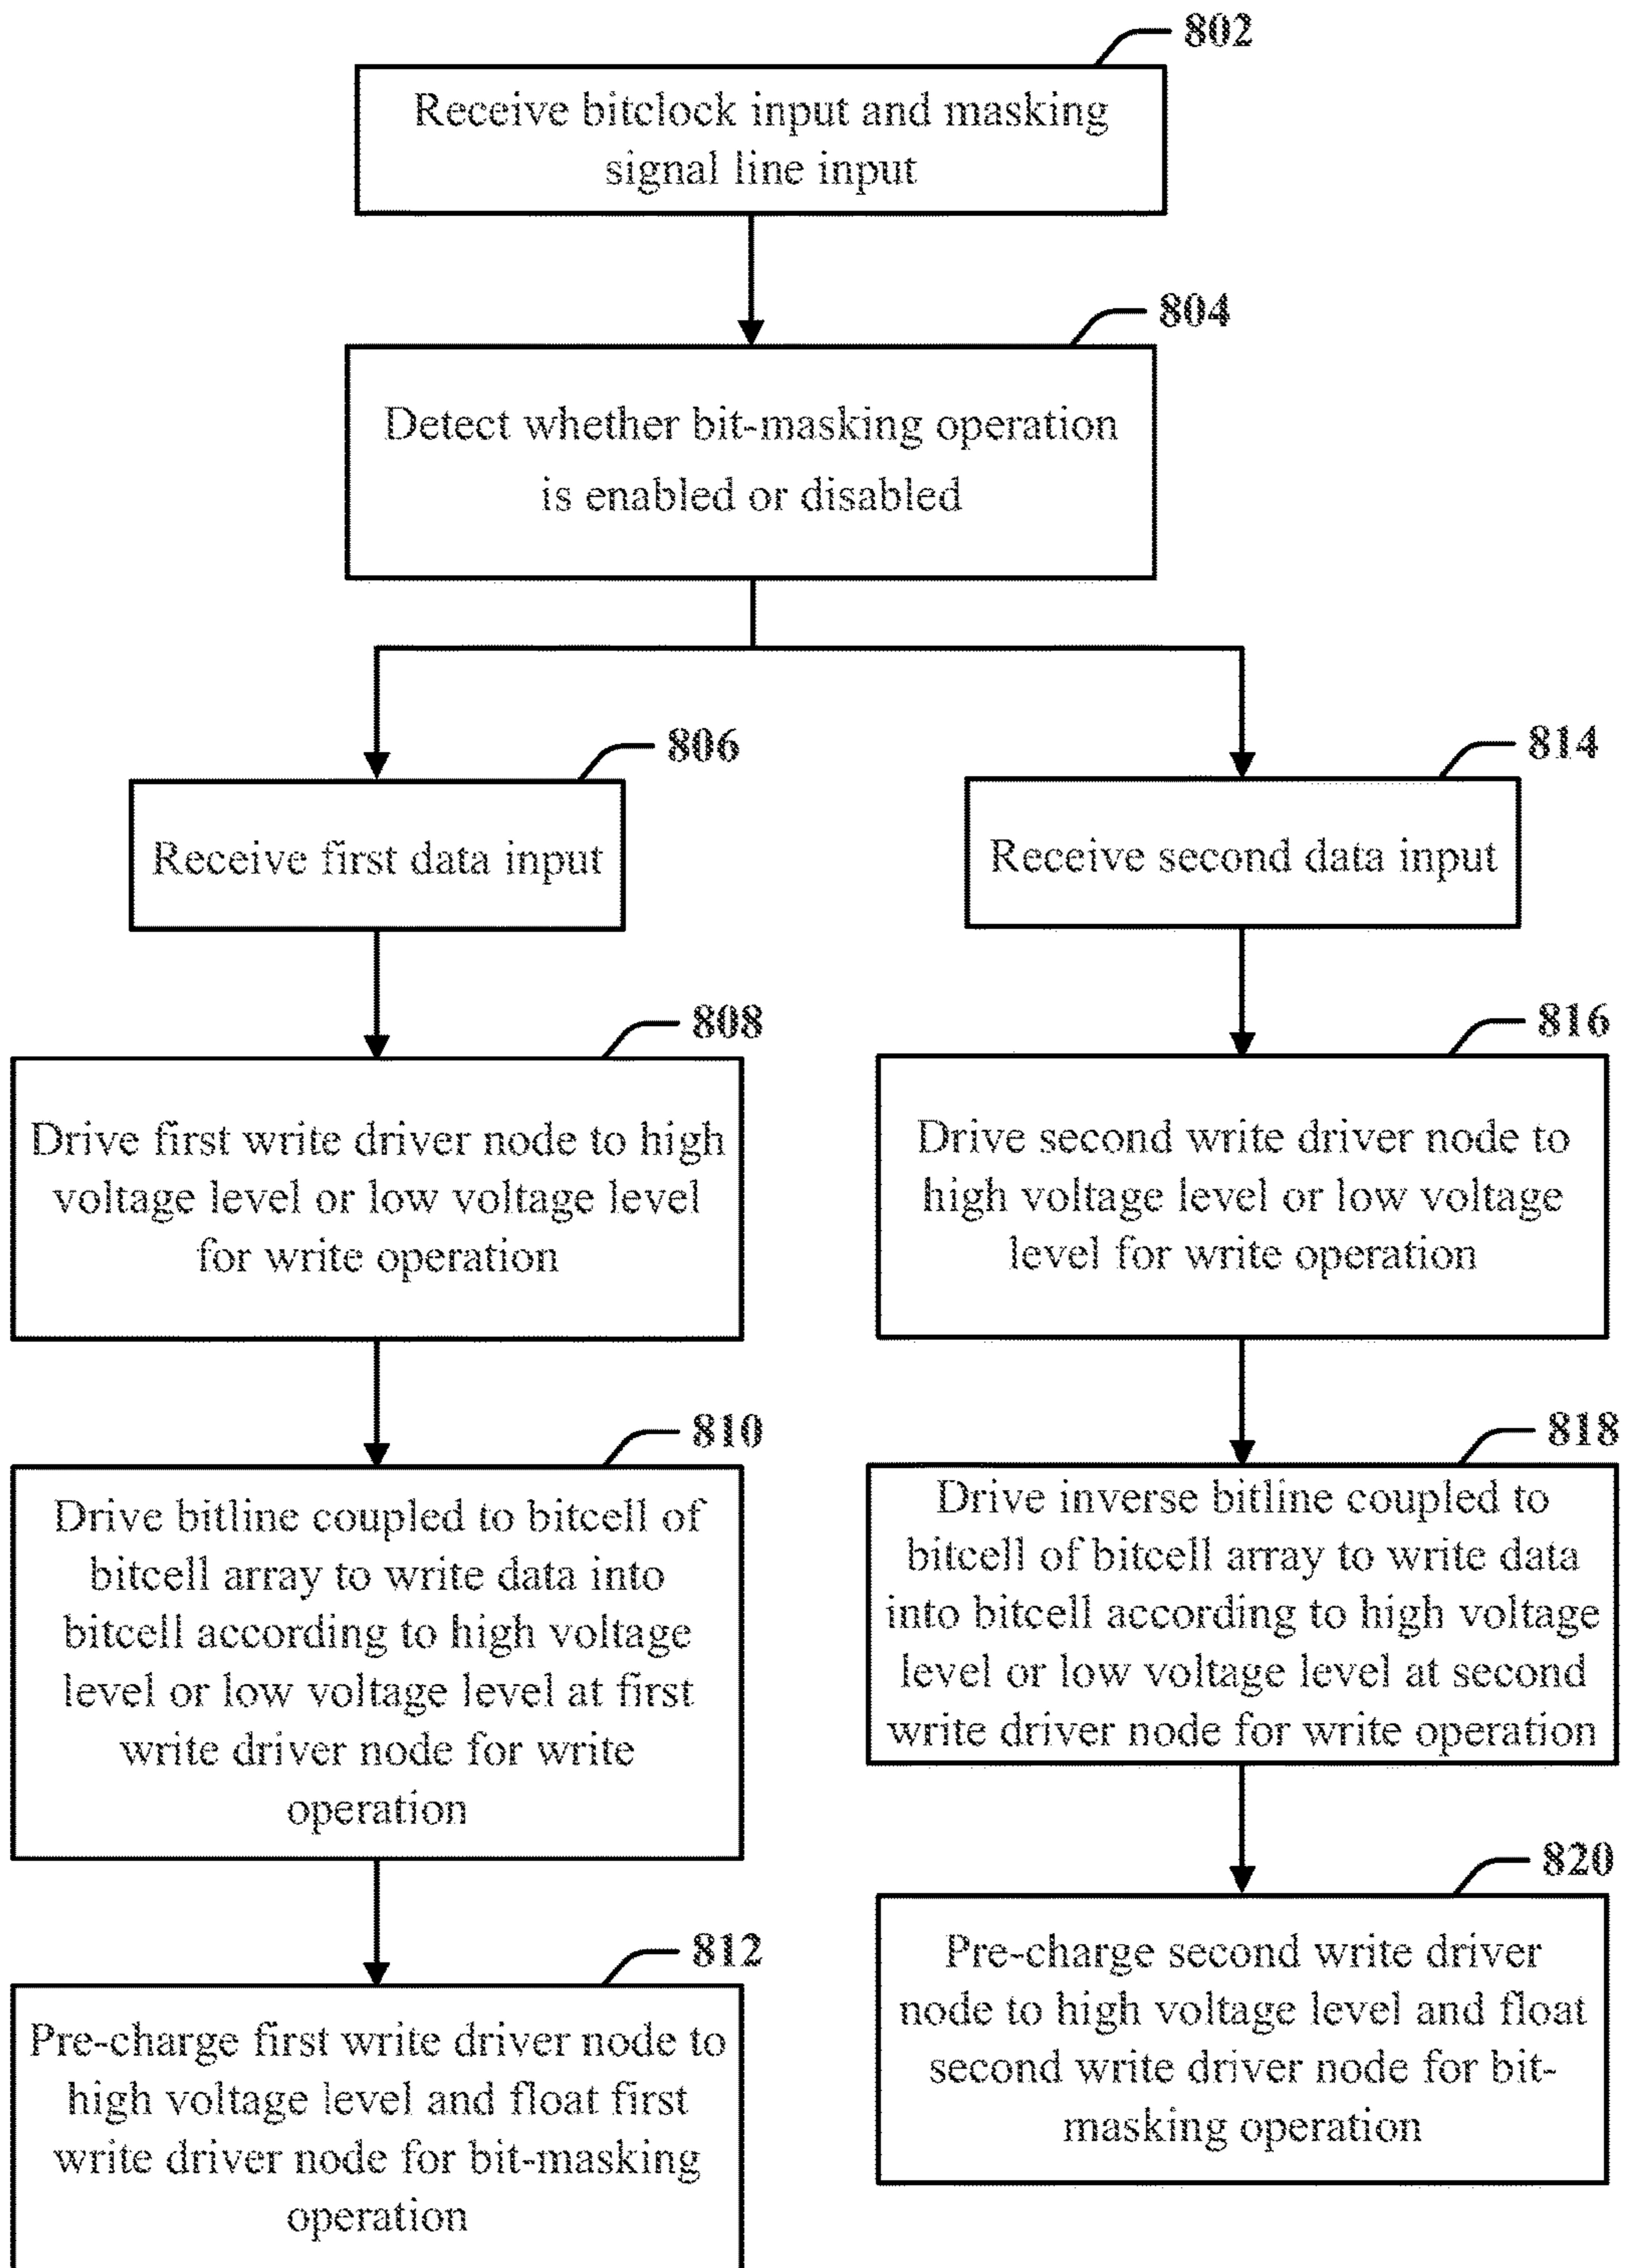 802
Receive bitclock input and masking
signal line input
804
Detect whether bit-masking operation
is enabled or disabled
806
Receive first data input
808
Drive first write driver node to high
voltage level or low voltage level
for write operation
810
Drive bitline coupled to bitcell of
bitcell array to write data into
bitcell according to high voltage
level or low voltage level at first
write driver node for write
operation
812
Pre-charge first write driver node to
high voltage level and float first
write driver node for bit-masking
operation
814
Receive second data input
816
Drive second write driver node to
high voltage level or low voltage
level for write operation
818
Drive inverse bitline coupled to
bitcell of bitcell array to write data
into bitcell according to high voltage
level or low voltage level at second
write driver node for write operation
820
Pre-charge second write driver
node to high voltage level and float
second write driver node for bit-
masking operation